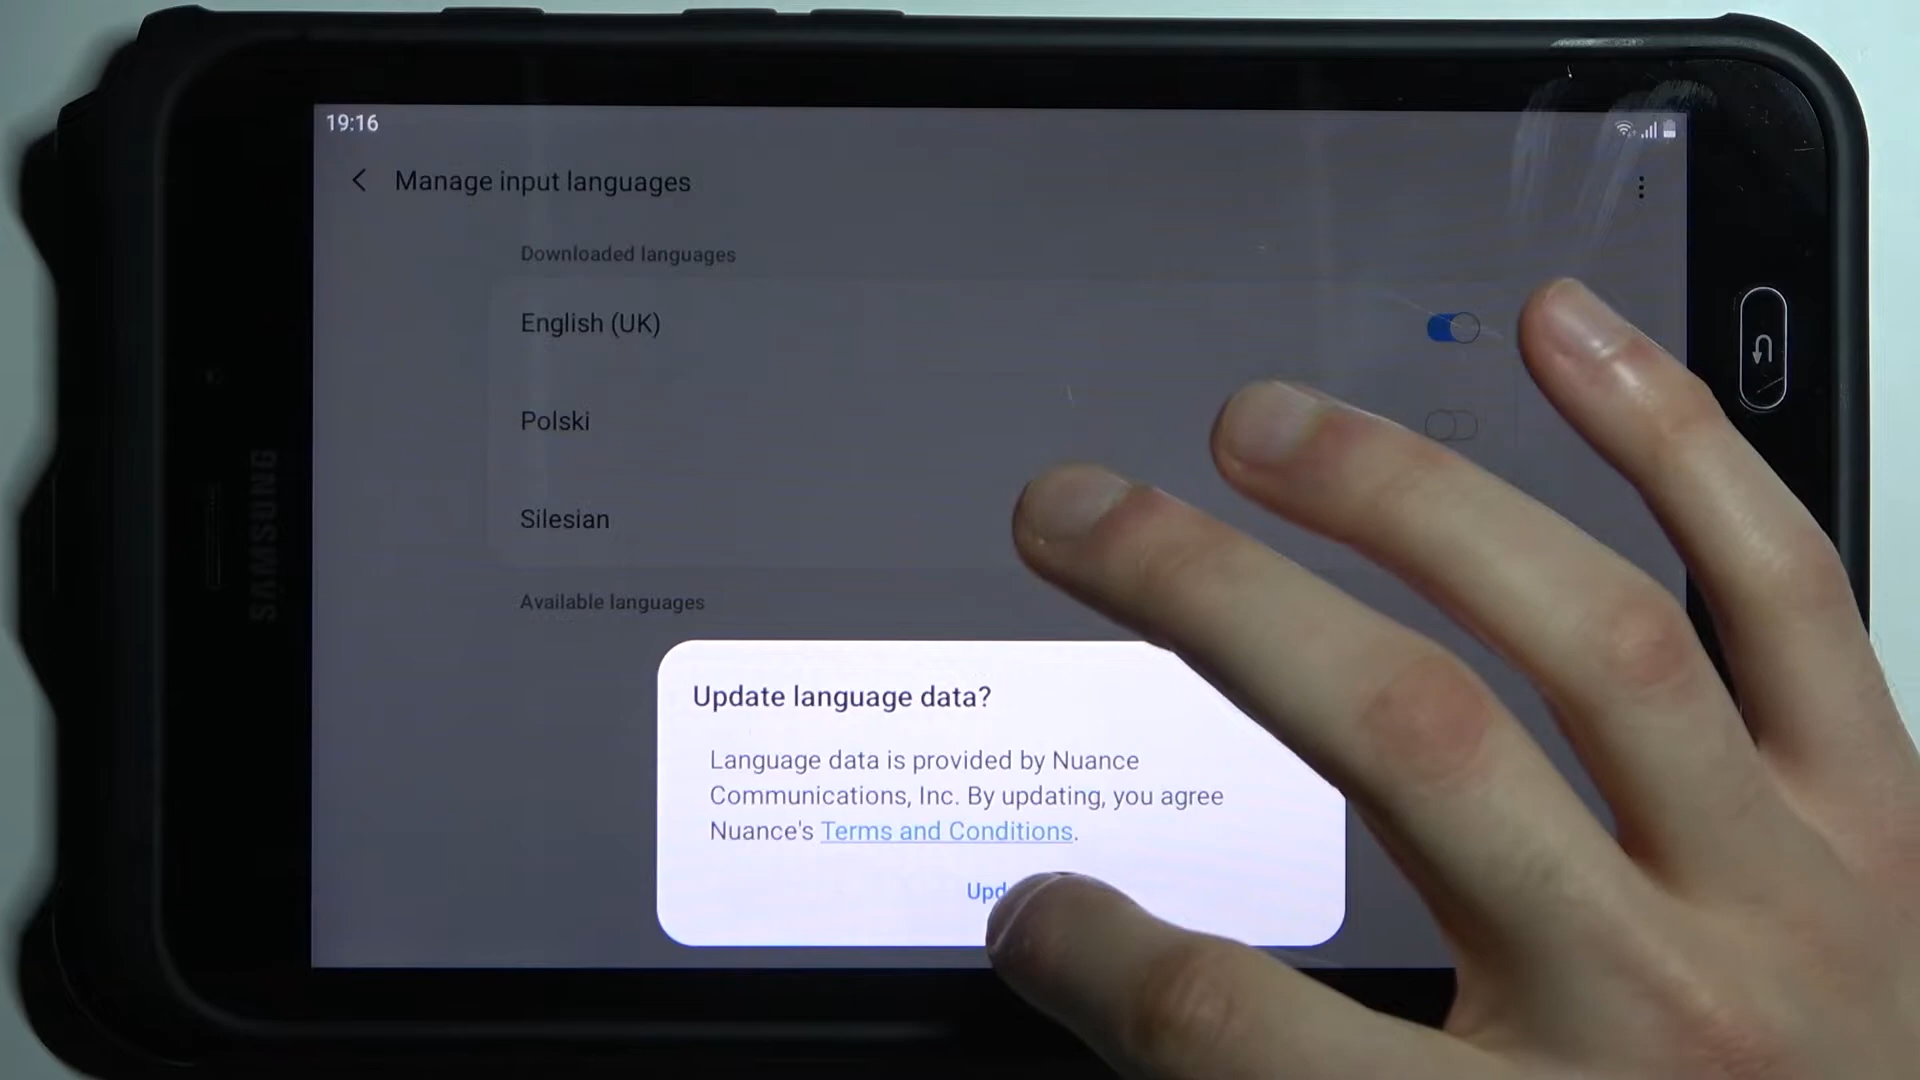 19:16
Manage input languages
Downloaded languages
English (UK)
Polski
Silesian
Available languages
Update language data?
Language data is provided by Nuance
Communications, Inc. By updating, you agree
Nuance's Terms and Conditions.
Upd
SAMSUNG